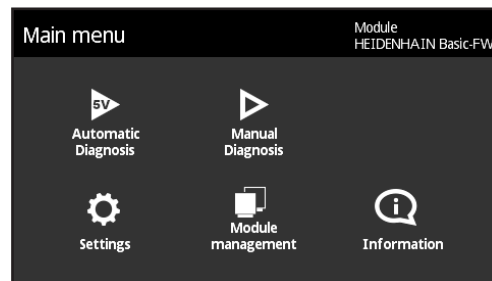 Main menu
Module
HEIDENHAIN Basic-FW
5V
Automatic
Diagnosis
Manual
Diagnosis
Settings
Module
management
Information